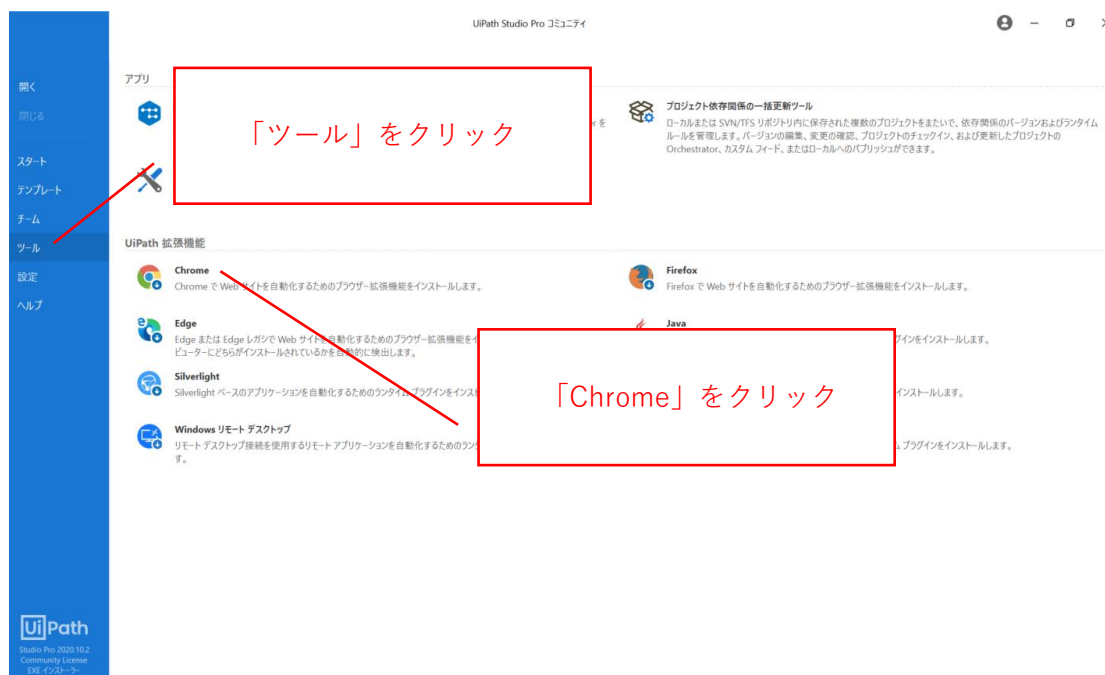 UiPath Studio Pro コミュニティ
開く
閉じる
スタート
テンプレート
チーム
ツール
設定
ヘルプ
アプリ
「ツール」をクリック
ィを
プロジェクト依存関係の一括更新ツール
ローカルまたは SVN/TFS リポジトリ内に保存された複数のプロジェクトをまたいで、依存関係のバージョンおよびランタイム
ルールを管理します。バージョンの編集、変更の確認、プロジェクトのチェックイン、および更新したプロジェクトの
Orchestrator、カスタム フィード、またはローカルへのパブリッシュができます。
UiPath 拡張機能
Chrome
Chrome で Web サイトを自動化するためのブラウザー拡張機能をインストールします。
Firefox
Firefox で Web サイトを自動化するためのブラウザー拡張機能をインストールします。
Edge
Edge または Edge レガシで Web サイトを自動化するためのブラウザー拡張機能をイ
ピューターにどちらがインストールされているかを自動的に検出します。
Java
グインをインストールします。
Silverlight
Silverlight ベースのアプリケーションを自動化するためのランタイム プラグインをインスト
「Chrome」をクリック
インストールします。
Windows リモート デスクトップ
リモート デスクトップ接続を使用するリモート アプリケーションを自動化するためのラン
す。
ム プラグインをインストールします。
UiPath
Studio Pro 2020.10.2
Community License
EXE インストーラー